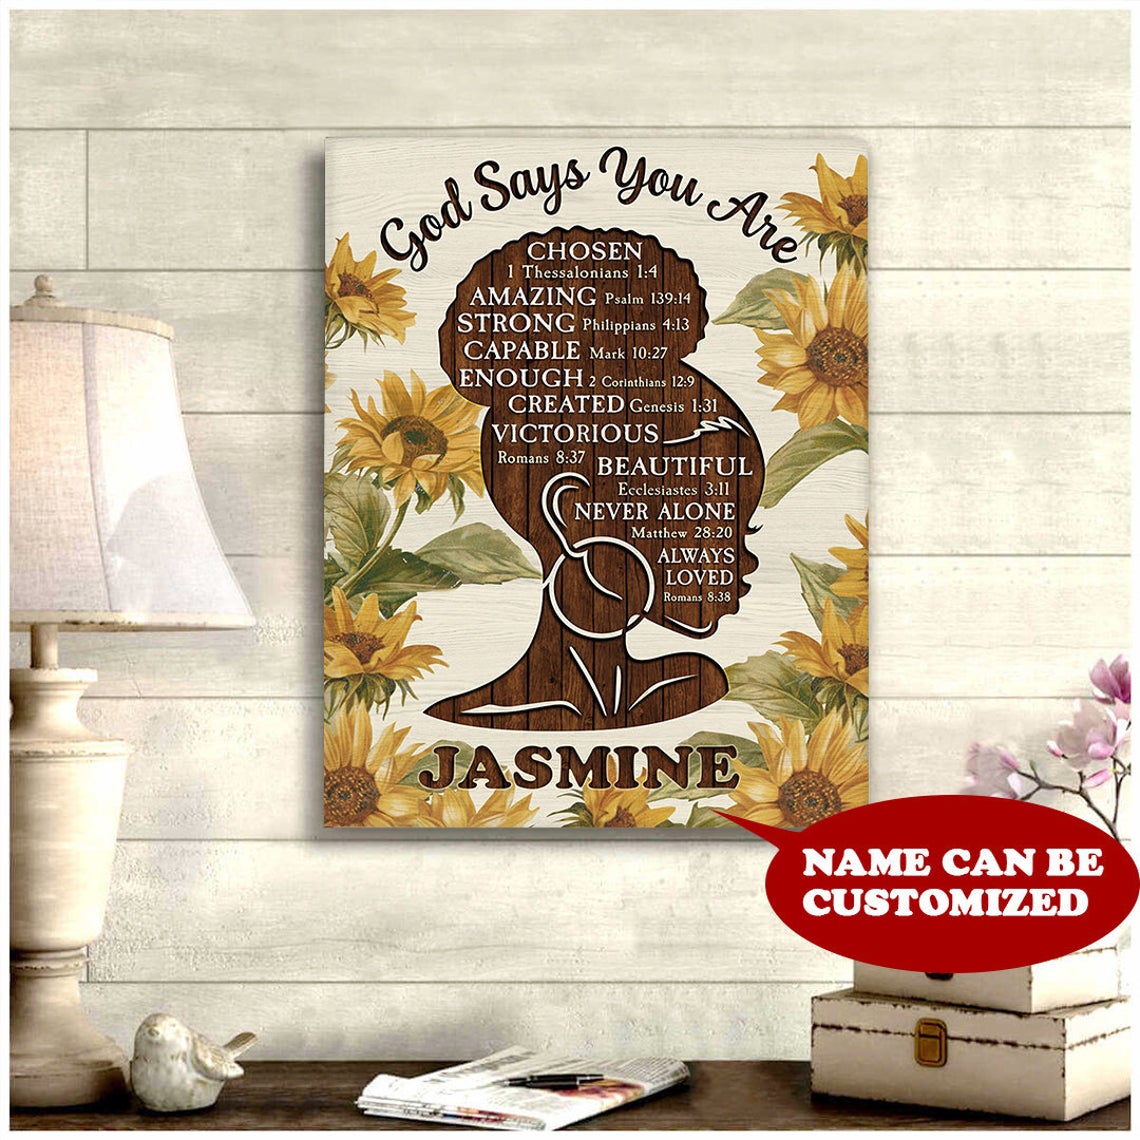 God Says You Are
CHOSEN
1 Thessalonians 1:4
AMAZING Psalm 139:14
STRONG Philippians 4:13
CAPABLE Mark 10:27
ENOUGH 2 Corinthians 12:9
CREATED Genesis 1:31
VICTORIOUS
Romans 8:37
BEAUTIFUL
Ecclesiastes 3:11
NEVER ALONE
Matthew 28:20
ALWAYS
LOVED
Romans 8:38
JASMINE
NAME CAN BE
CUSTOMIZED